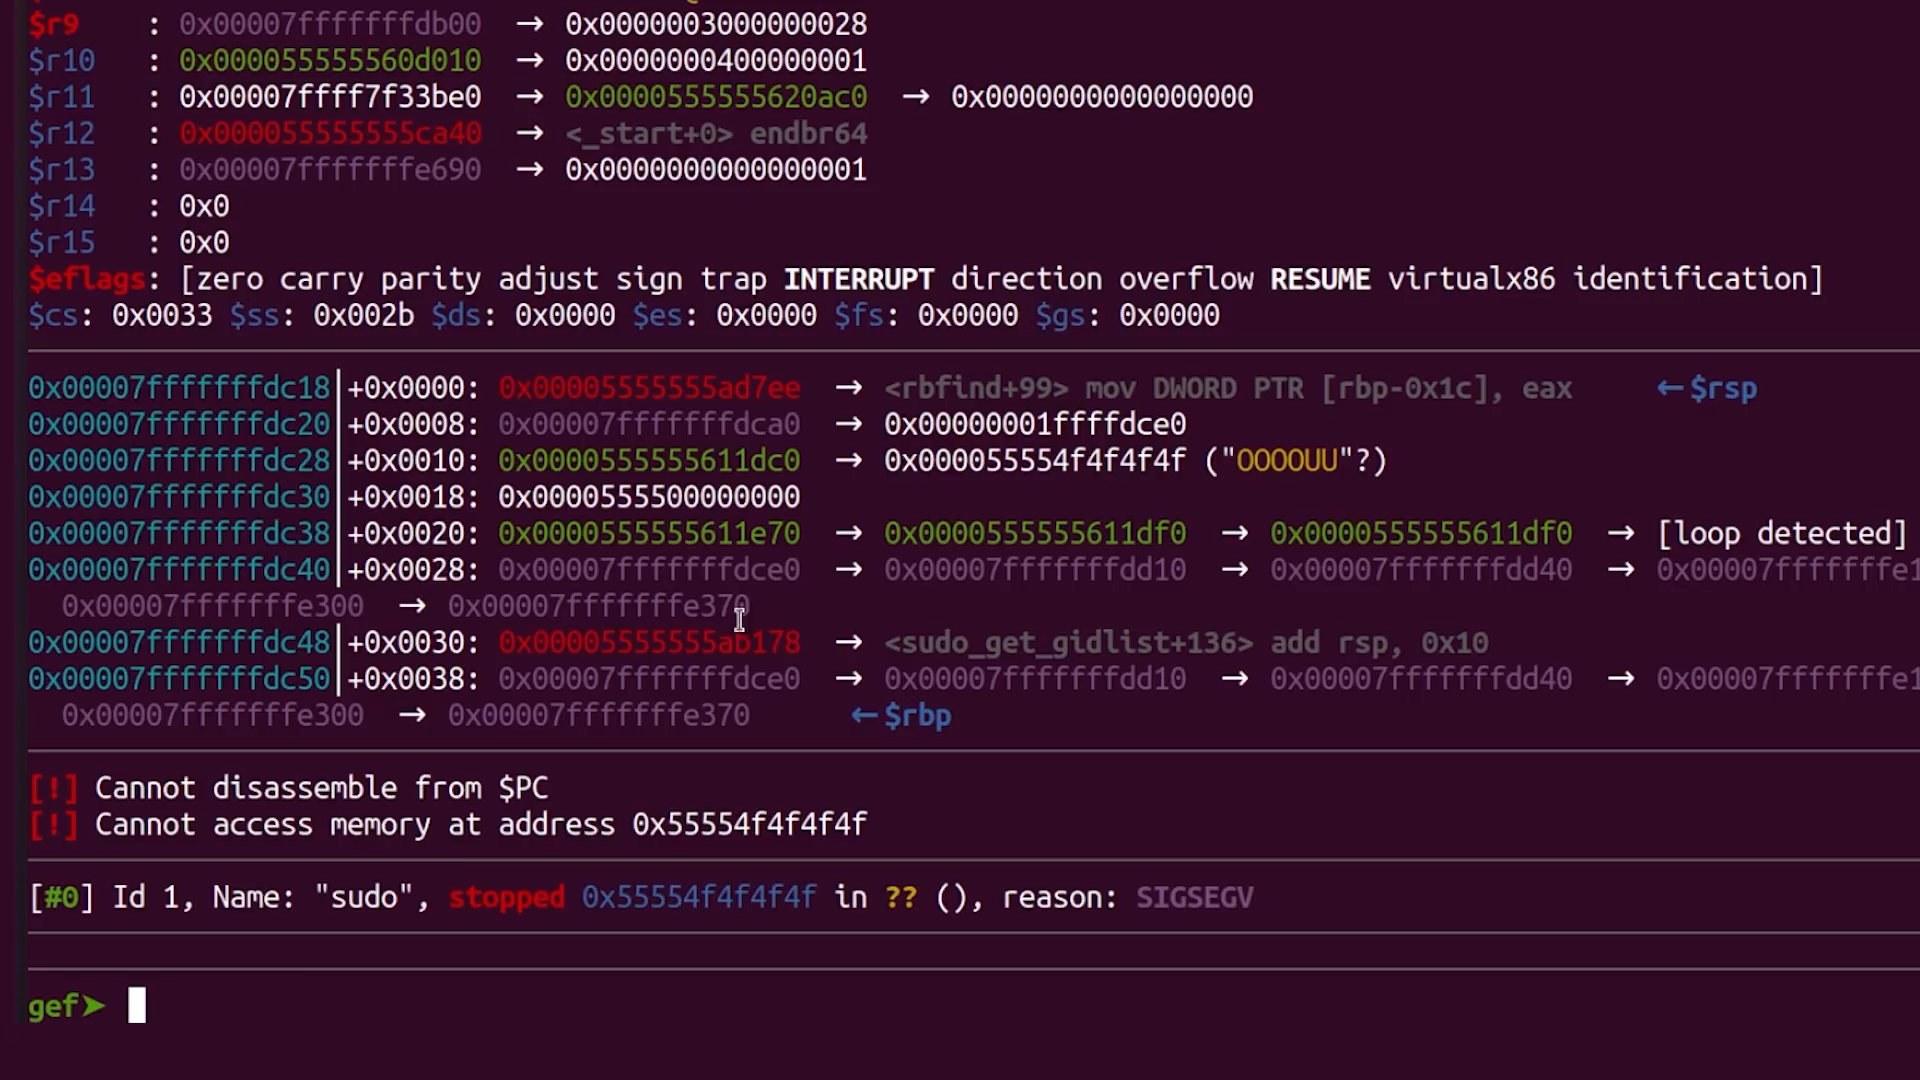 $r9 : 0x00007fffffffdb00 → 0x0000003000000028
$r10 : 0x000055555560d010 → 0x0000000400000001
$r11 : 0x00007ffff7f33be0 → 0x0000555555620ac0 → 0x0000000000000000
$r12 : 0x000055555555ca40 → <_start+0> endbr64
$r13 : 0x00007fffffffe690 → 0x0000000000000001
$r14 : 0x0
$r15 : 0x0
$eflags: [zero carry parity adjust sign trap INTERRUPT direction overflow RESUME virtualx86 identification]
$cs: 0x0033 $ss: 0x002b $ds: 0x0000 $es: 0x0000 $fs: 0x0000 $gs: 0x0000
0x00007fffffffdc18│+0x0000: 0x00005555555ad7ee → <rbfind+99> mov DWORD PTR [rbp-0x1c], eax ←$rsp
0x00007fffffffdc20│+0x0008: 0x00007fffffffdca0 → 0x00000001ffffdce0
0x00007fffffffdc28│+0x0010: 0x0000555555611dc0 → 0x000055554f4f4f4f ("OOOOUU"?)
0x00007fffffffdc30│+0x0018: 0x0000555500000000
0x00007fffffffdc38│+0x0020: 0x0000555555611e70 → 0x0000555555611df0 → 0x0000555555611df0 → [loop detected]
0x00007fffffffdc40│+0x0028: 0x00007fffffffdce0 → 0x00007fffffffdd10 → 0x00007fffffffdd40 → 0x00007fffffffe1
0x00007fffffffe300 → 0x00007fffffffe370
0x00007fffffffdc48│+0x0030: 0x00005555555ab178 → <sudo_get_gidlist+136> add rsp, 0x10
0x00007fffffffdc50│+0x0038: 0x00007fffffffdce0 → 0x00007fffffffdd10 → 0x00007fffffffdd40 → 0x00007fffffffe1
0x00007fffffffe300 → 0x00007fffffffe370 ←$rbp
[!] Cannot disassemble from $PC
[!] Cannot access memory at address 0x55554f4f4f4f
[#0] Id 1, Name: "sudo", stopped 0x55554f4f4f4f in ?? (), reason: SIGSEGV
gef➤